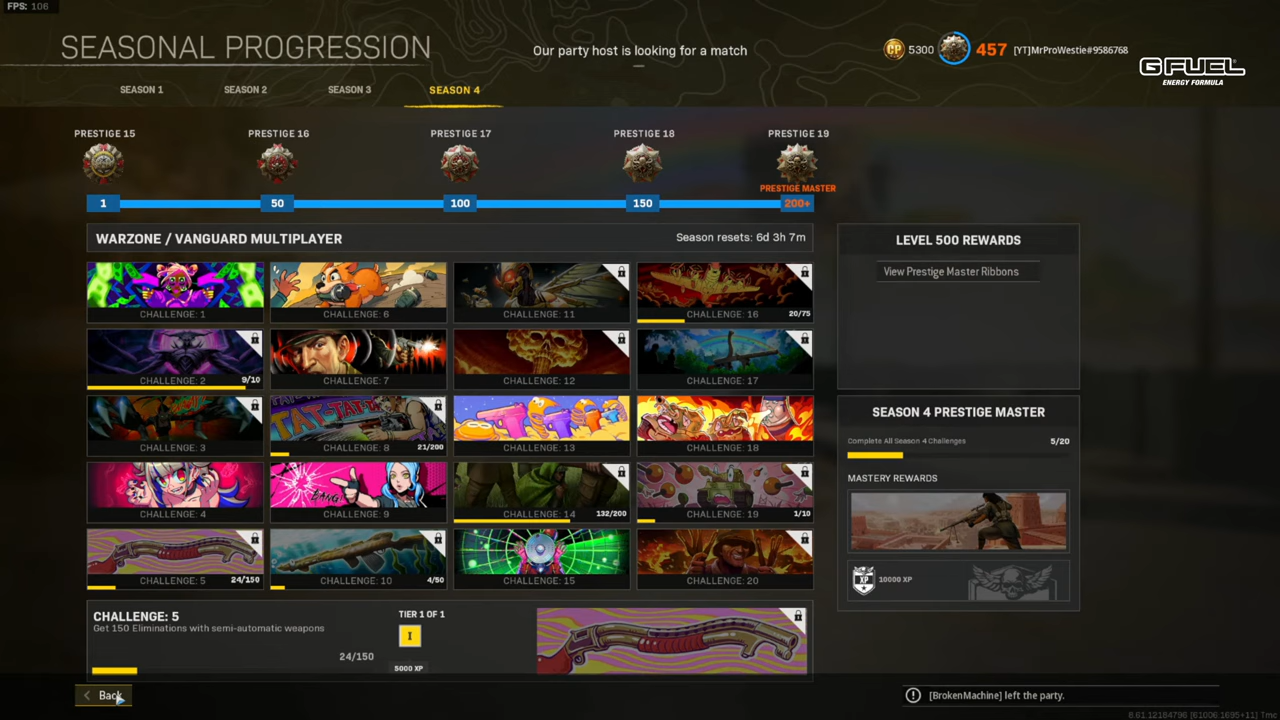 FPS: 106
SEASONAL PROGRESSION
Our party host is looking for a match
CP 5300 457 [YT]MrProWestie#9586768
G FUEL
ENERGY FORMULA
SEASON 1 SEASON 2 SEASON 3 SEASON 4
PRESTIGE 15 PRESTIGE 16 PRESTIGE 17 PRESTIGE 18 PRESTIGE 19
PRESTIGE MASTER
1 50 100 150 200+
WARZONE / VANGUARD MULTIPLAYER Season resets: 6d 3h 7m
CHALLENGE: 1 CHALLENGE: 6 CHALLENGE: 11 CHALLENGE: 16 20/75
CHALLENGE: 2 9/10 CHALLENGE: 7 CHALLENGE: 12 CHALLENGE: 17
TAT-TAT-T
CHALLENGE: 3 CHALLENGE: 8 21/200 CHALLENGE: 13 CHALLENGE: 18
BANG!
CHALLENGE: 4 CHALLENGE: 9 CHALLENGE: 14 132/200 CHALLENGE: 19 1/10
CHALLENGE: 5 24/150 CHALLENGE: 10 4/50 CHALLENGE: 15 CHALLENGE: 20
LEVEL 500 REWARDS
View Prestige Master Ribbons
SEASON 4 PRESTIGE MASTER
Complete All Season 4 Challenges 5/20
MASTERY REWARDS
XP 10000 XP
CHALLENGE: 5
Get 150 Eliminations with semi-automatic weapons
24/150
TIER 1 OF 1
I
5000 XP
Back
[BrokenMachine] left the party.